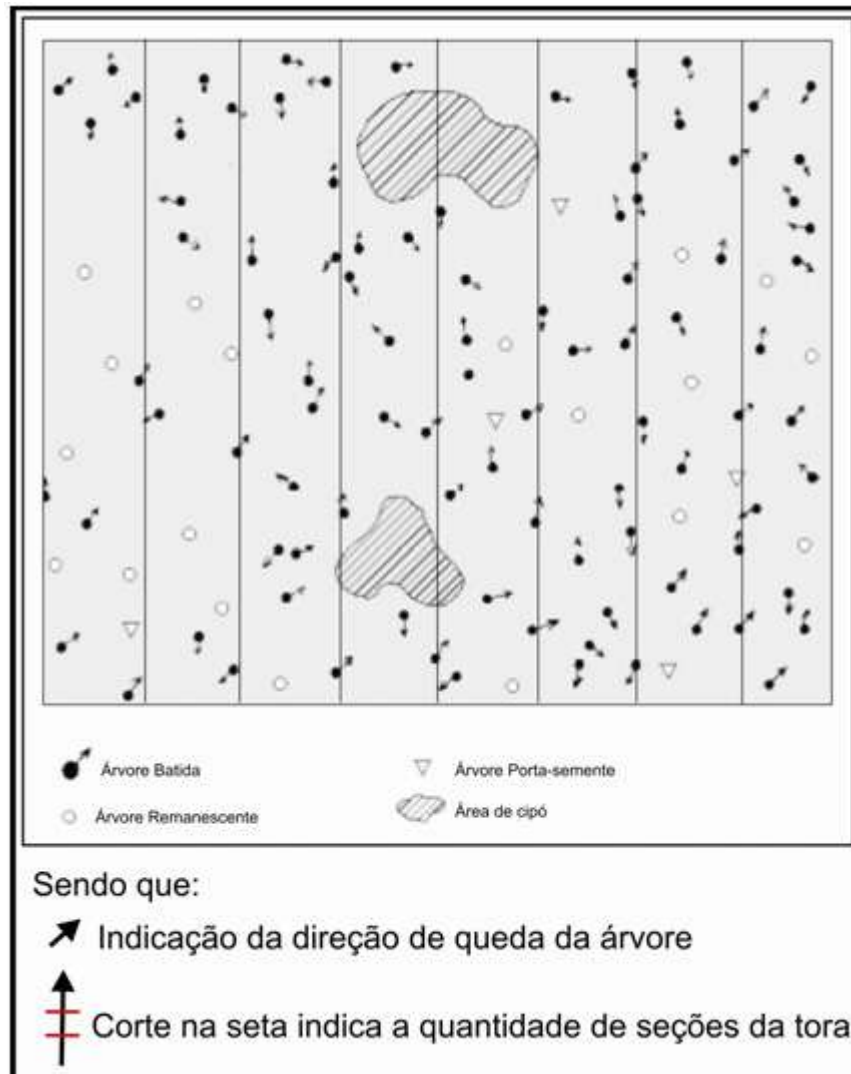 Árvore Batida
Árvore Porta-semente
Árvore Remanescente
Área de cipó
Sendo que:
Indicação da direção de queda da árvore
Corte na seta indica a quantidade de seções da tora